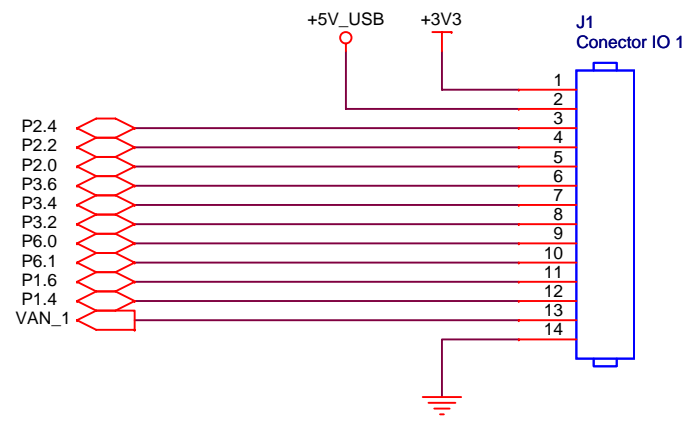 +5V_USB
+3V3
J1
Conector IO 1
1
2
P2.4 3
P2.2 4
P2.0 5
P3.6 6
P3.4 7
P3.2 8
P6.0 9
P6.1 10
P1.6 11
P1.4 12
VAN_1 13
14